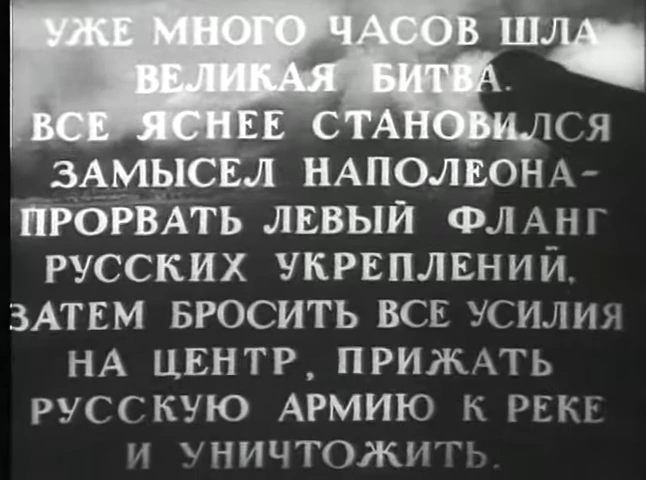 УЖЕ МНОГО ЧАСОВ ШЛА
ВЕЛИКАЯ БИТВА.
ВСЕ ЯСНЕЕ СТАНОВИЛСЯ
ЗАМЫСЕЛ НАПОЛЕОНА-
ПРОРВАТЬ ЛЕВЫЙ ФЛАНГ
РУССКИХ УКРЕПЛЕНИЙ,
ЗАТЕМ БРОСИТЬ ВСЕ УСИЛИЯ
НА ЦЕНТР, ПРИЖАТЬ
РУССКУЮ АРМИЮ К РЕКЕ
И УНИЧТОЖИТЬ.